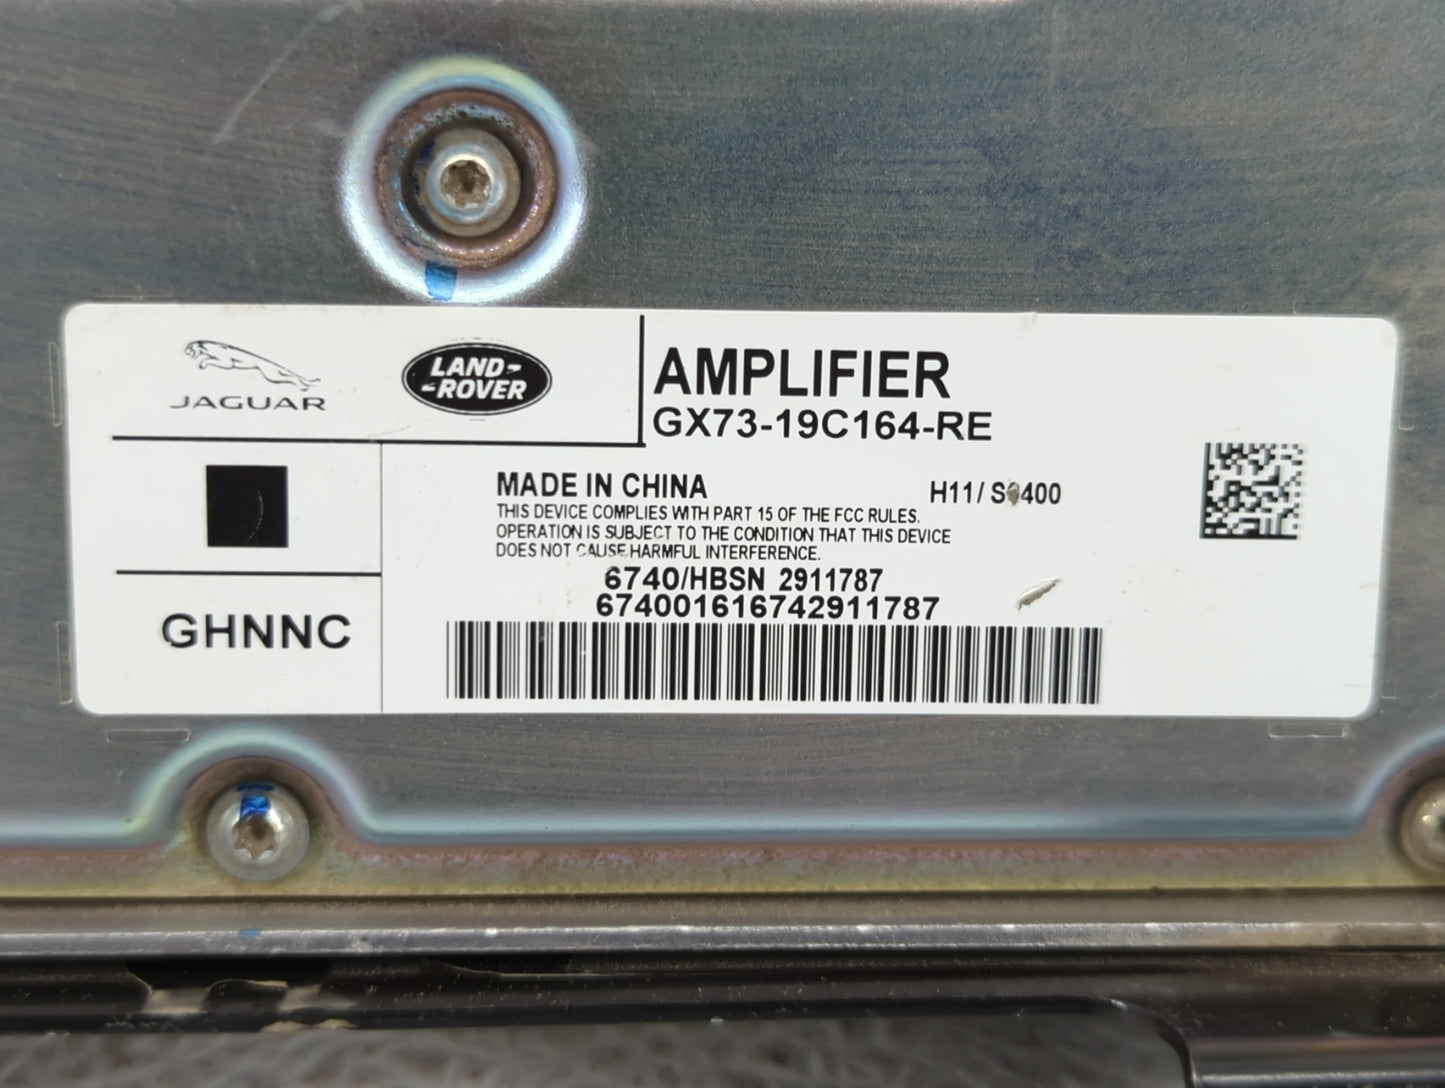 JAGUAR
LAND-
-ROVER
AMPLIFIER
GX73-19C164-RE
MADE IN CHINA
H11/
THIS DEVICE COMPLIES WITH PART 15 OF THE FCC RULES.
OPERATION IS SUBJECT TO THE CONDITION THAT THIS DEVICE
DOES NOT CAUSE HARMFUL INTERFERENCE.
6740/HBSN 2911787
674001616742911787
GHNNC